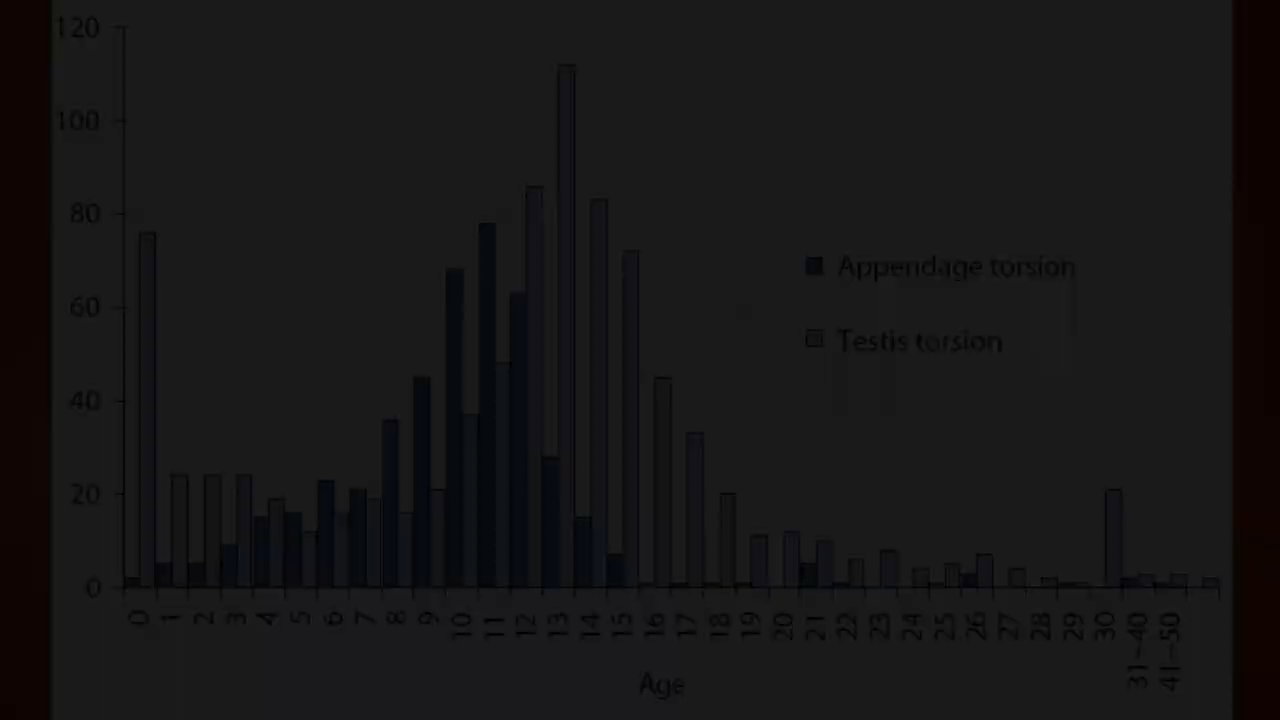 120
100
80
60
40
20
0
Appendage torsion
Testis torsion
0 1 2 3 4 5 6 7 8 9 10 11 12 13 14 15 16 17 18 19 20 21 22 23 24 25 26 27 28 29 30 31–40 41–50
Age